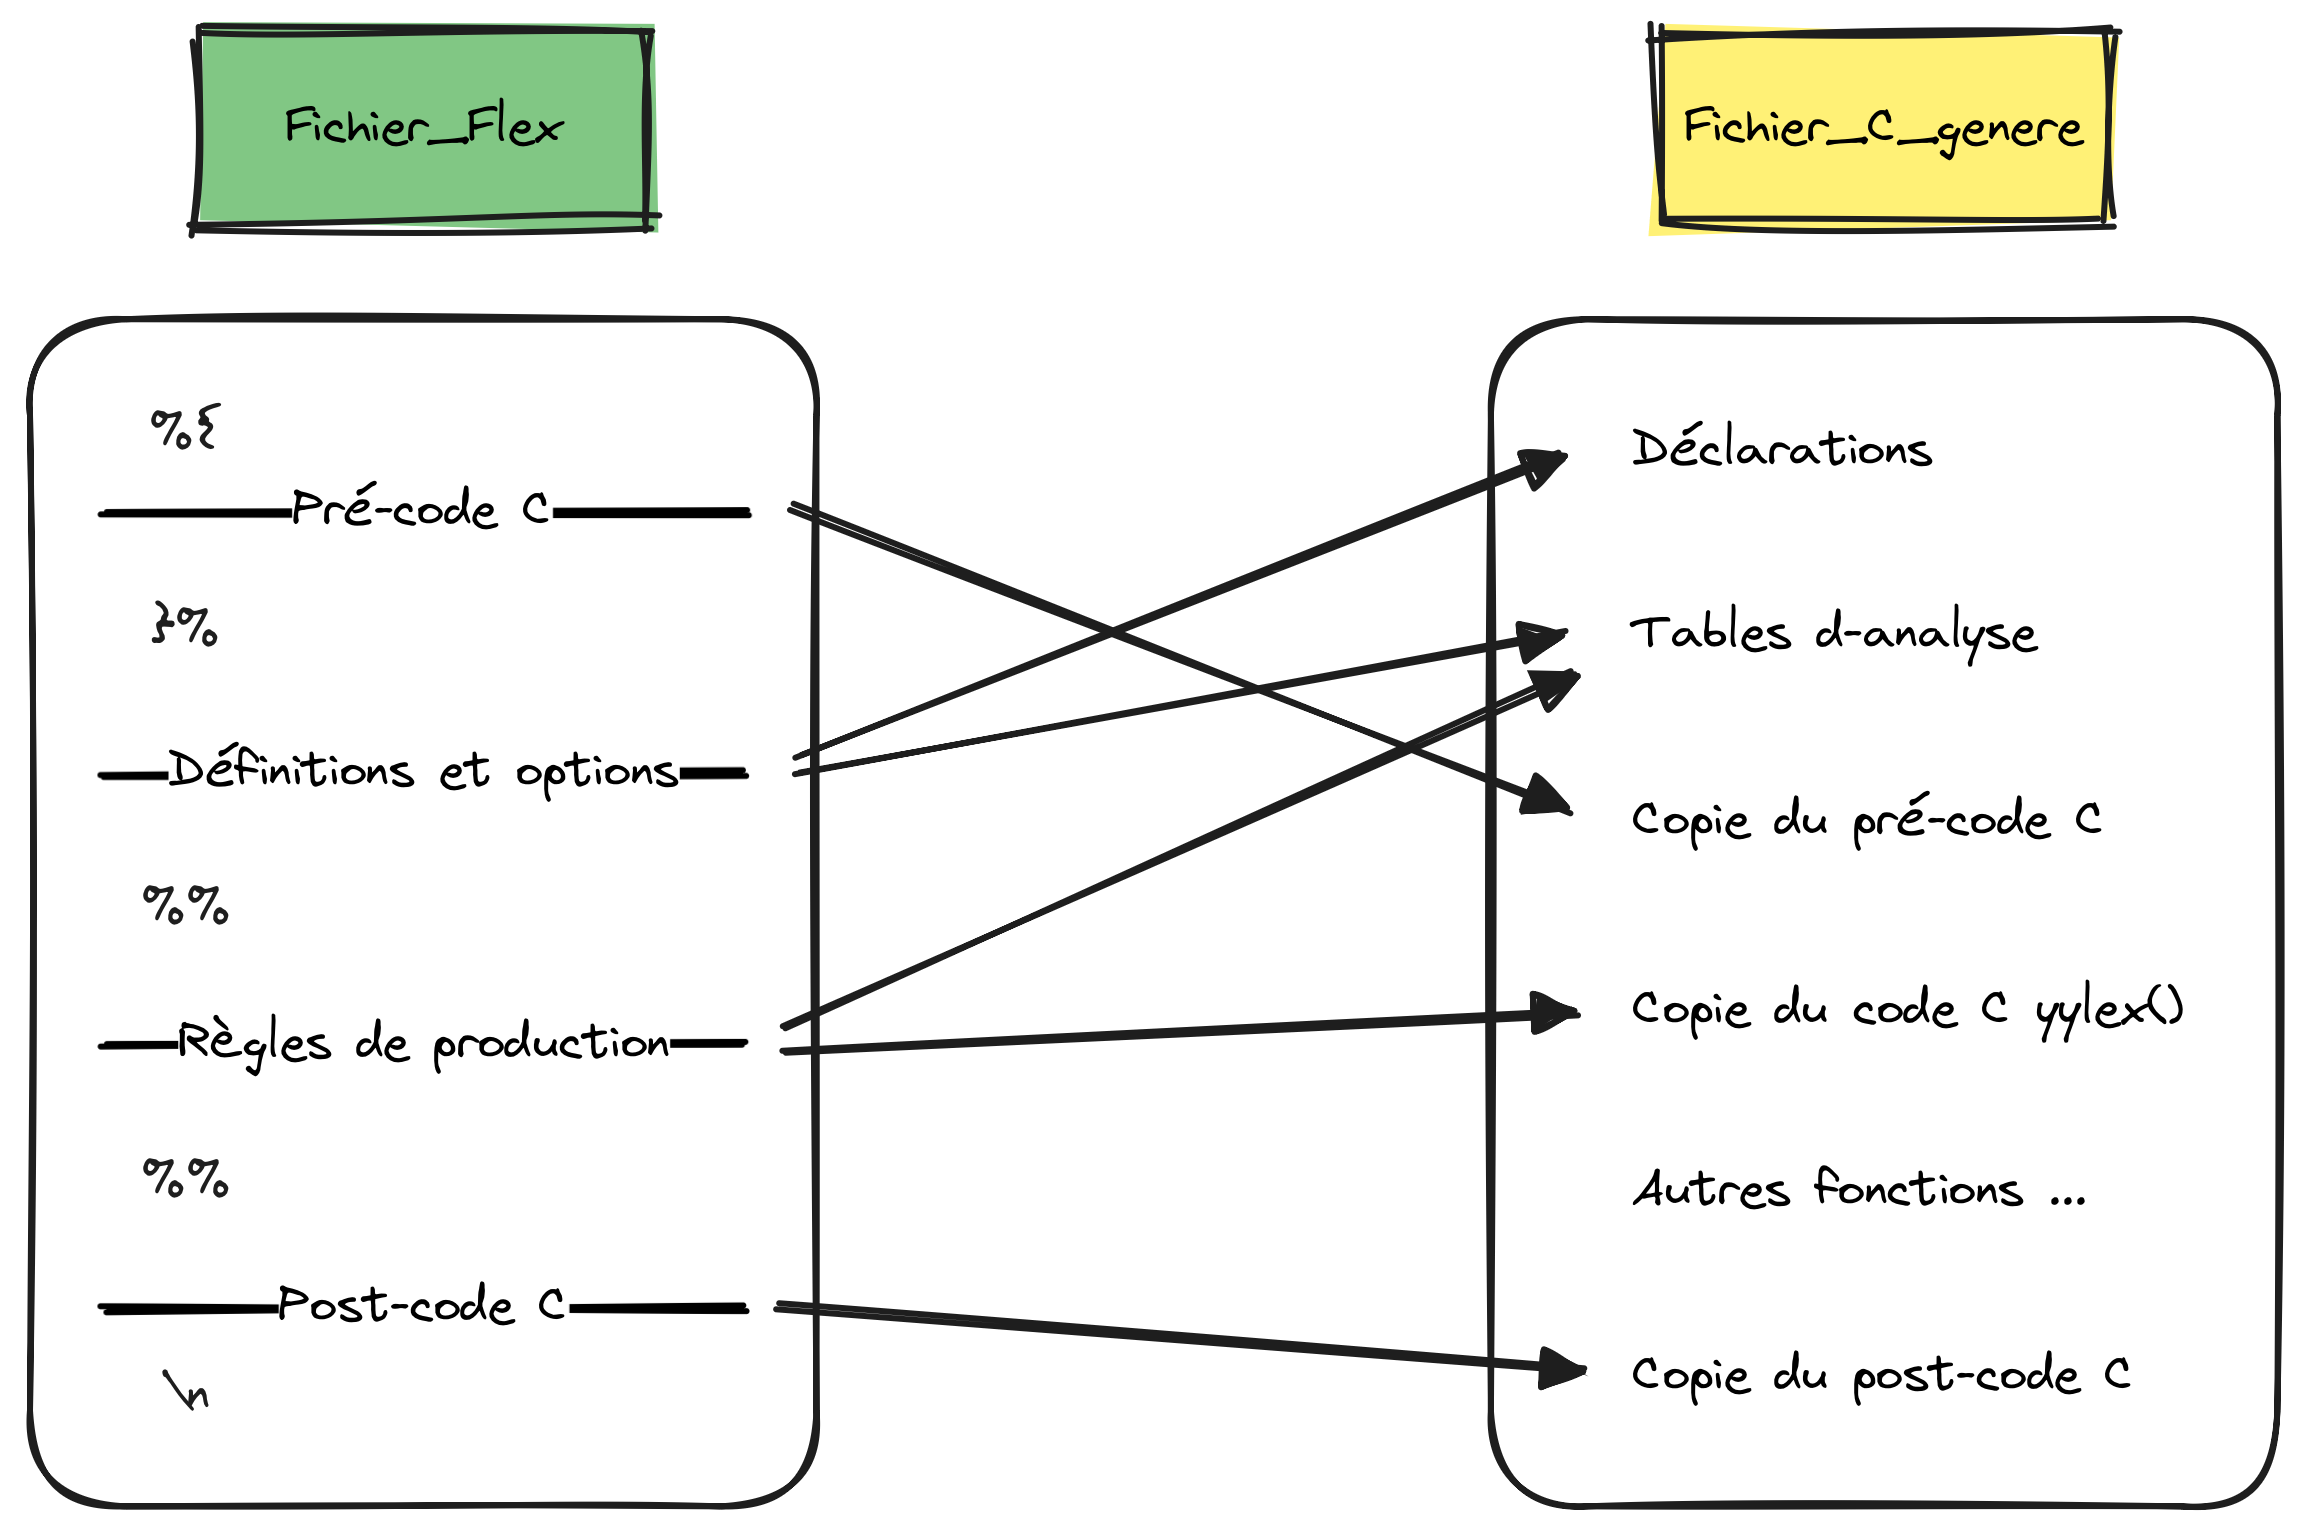 Fichier_Flex
%{
Pré-code C
}%
Définitions et options
%%
Règles de production
%%
Post-code C
\n
Fichier_C_genere
Déclarations
Tables d-analyse
Copie du pré-code C
Copie du code C yylex()
Autres fonctions ...
Copie du post-code C